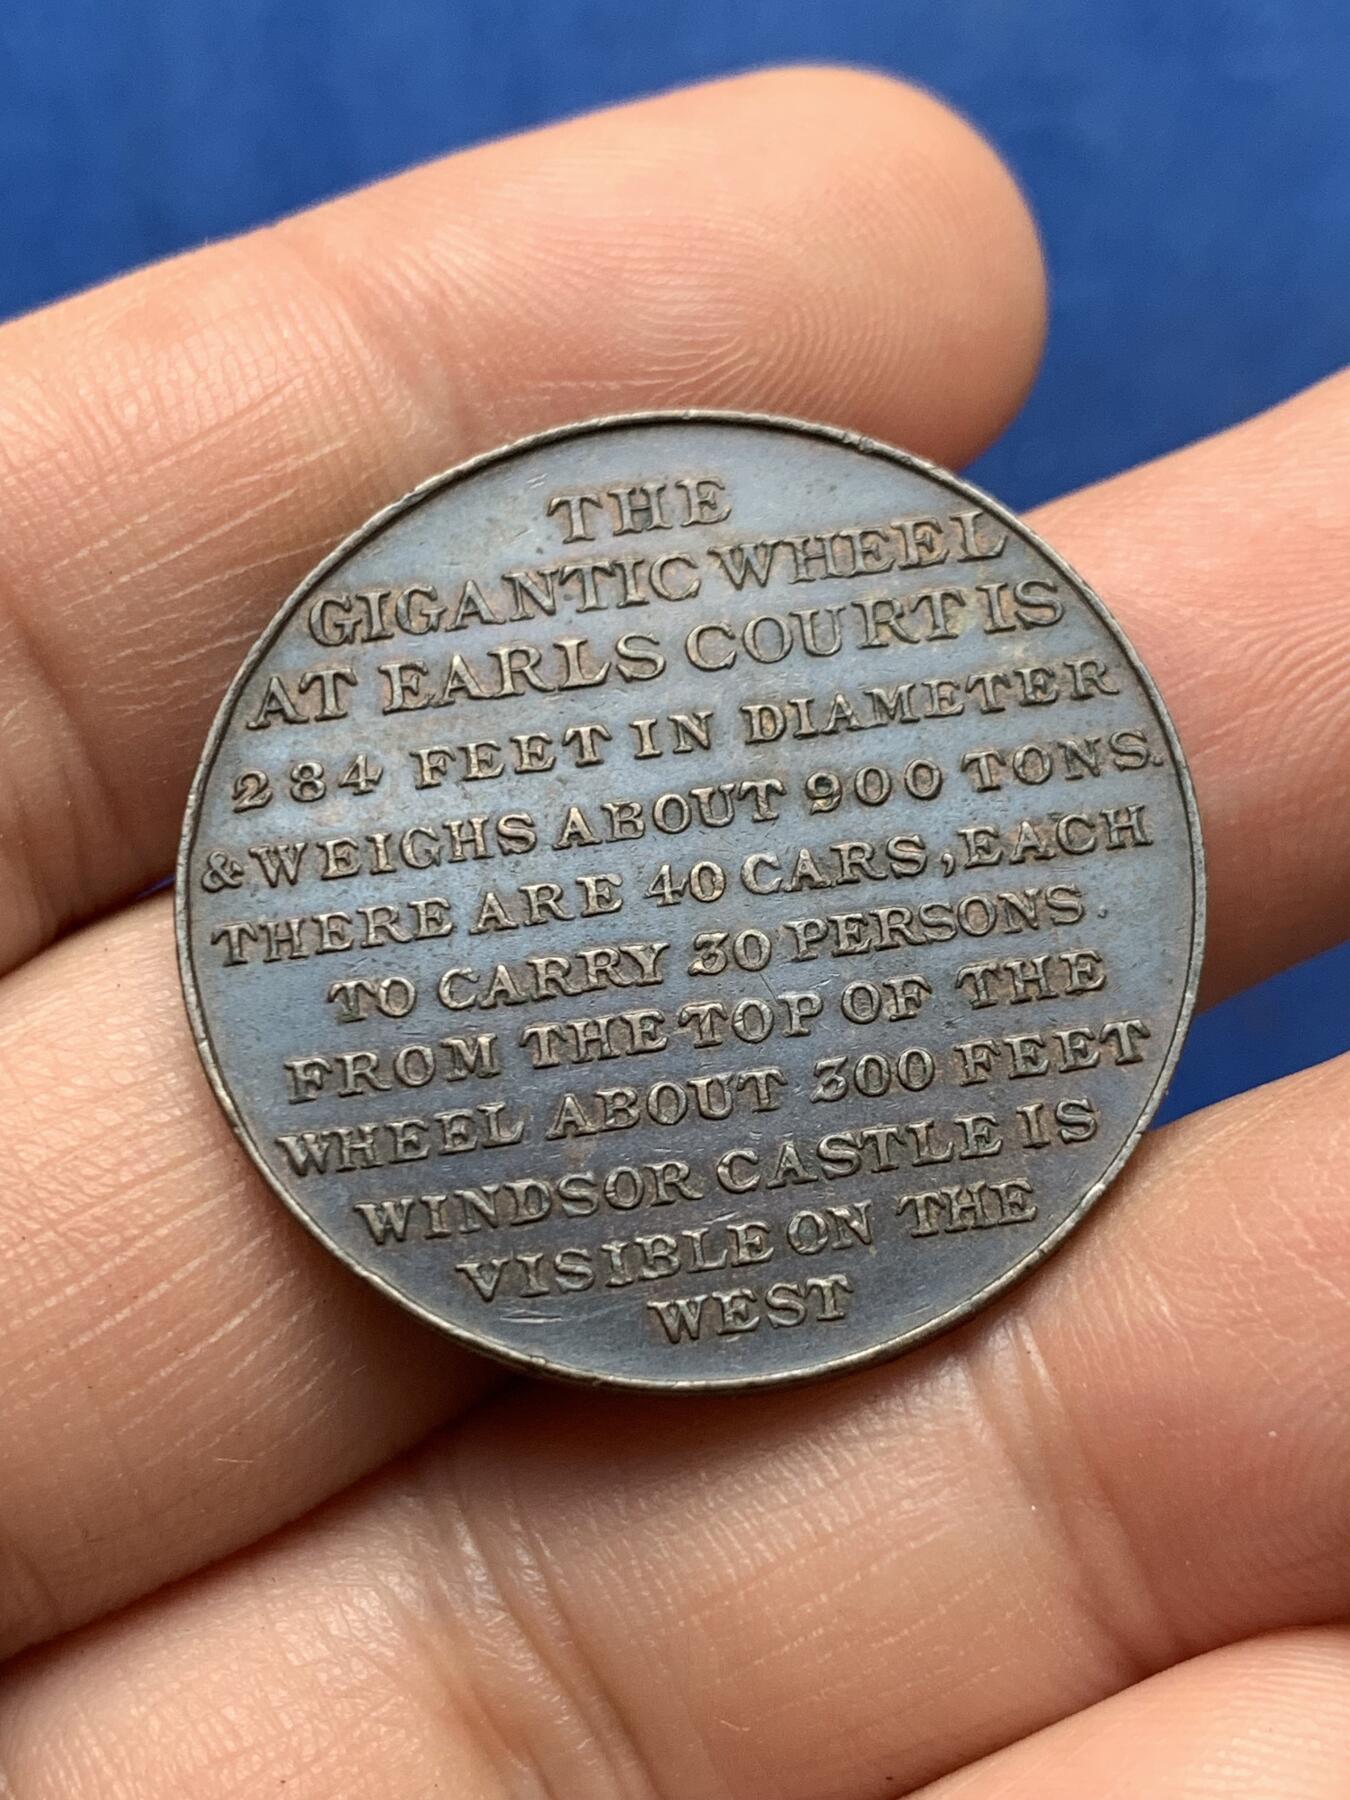 THE
GIGANTIC WHEEL
AT EARLS COURT IS
284 FEET IN DIAMETER
& WEIGHS ABOUT 900 TONS.
THERE ARE 40 CARS, EACH
TO CARRY 30 PERSONS.
FROM THE TOP OF THE
WHEEL ABOUT 300 FEET
WINDSOR CASTLE IS
VISIBLE ON THE
WEST